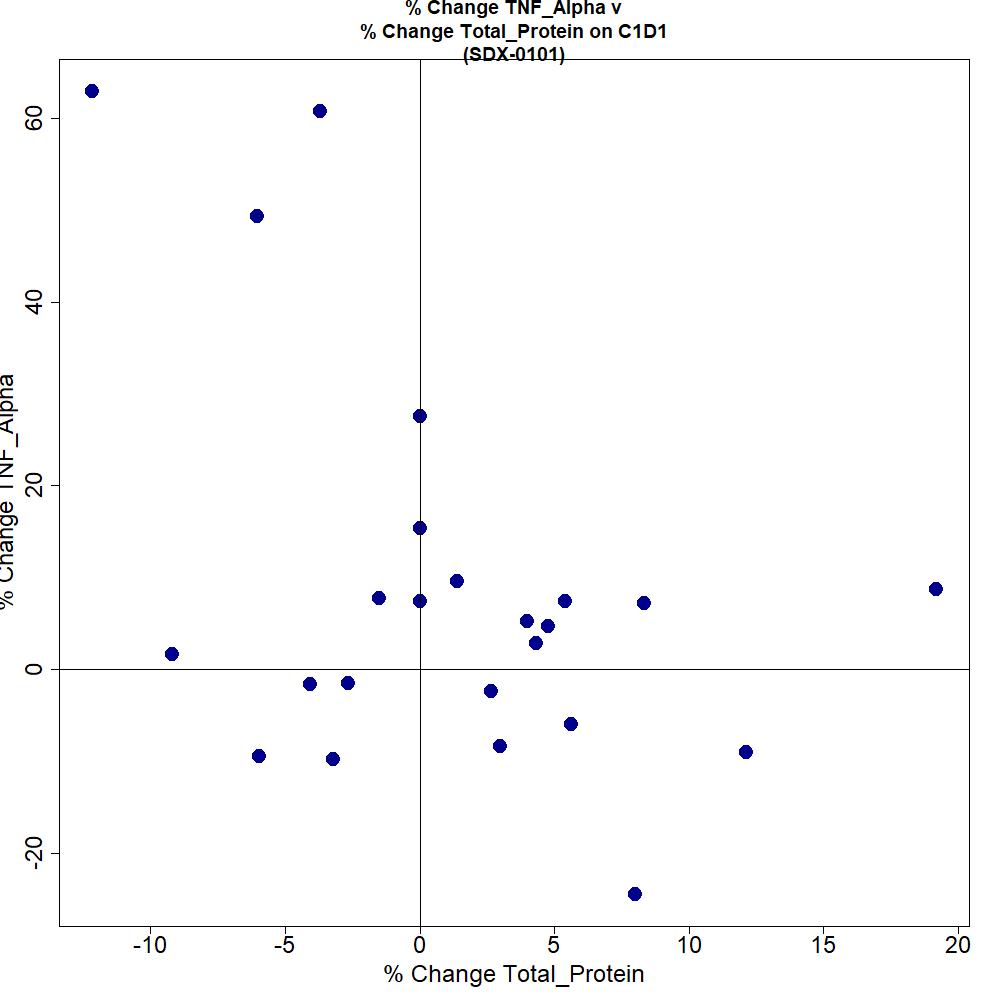 % Change TNF_Alpha v
% Change Total_Protein on C1D1
(SDX-0101)
% Change TNF_Alpha
60
40
20
0
-20
-10
-5
0
5
10
15
20
% Change Total_Protein